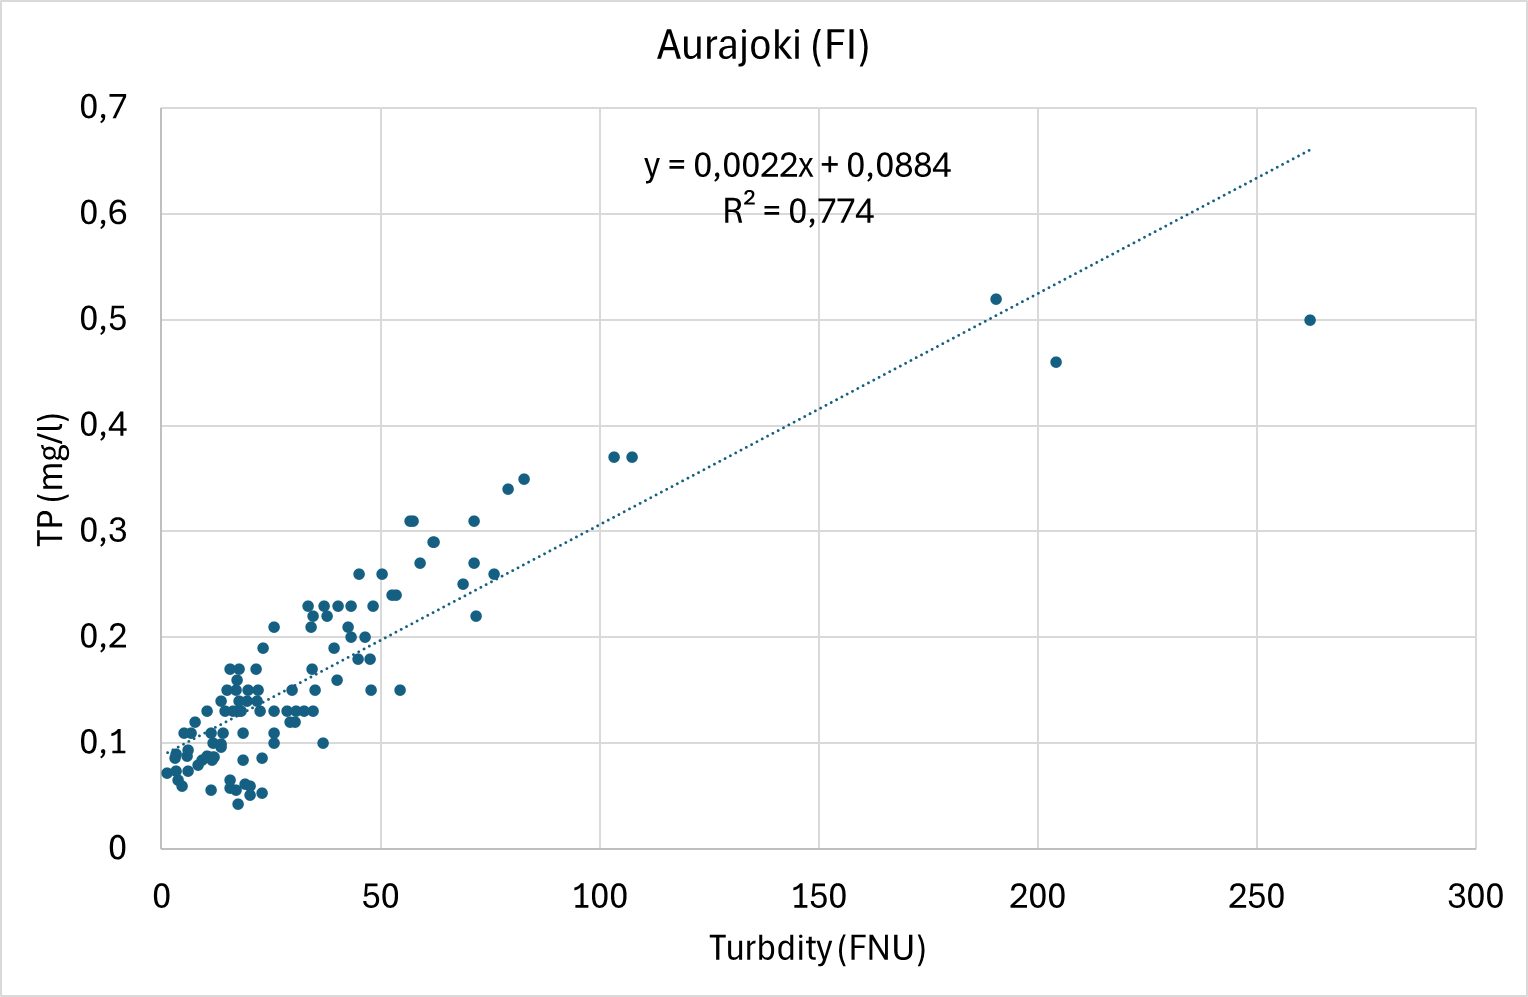 Aurajoki (FI)
0,7
y = 0,0022x + 0,0884
R² = 0,774
0,6
0,5
0,4
0,3
0,2
0,1
0
TP (mg/l)
0 50 100 150 200 250 300
Turbdity (FNU)